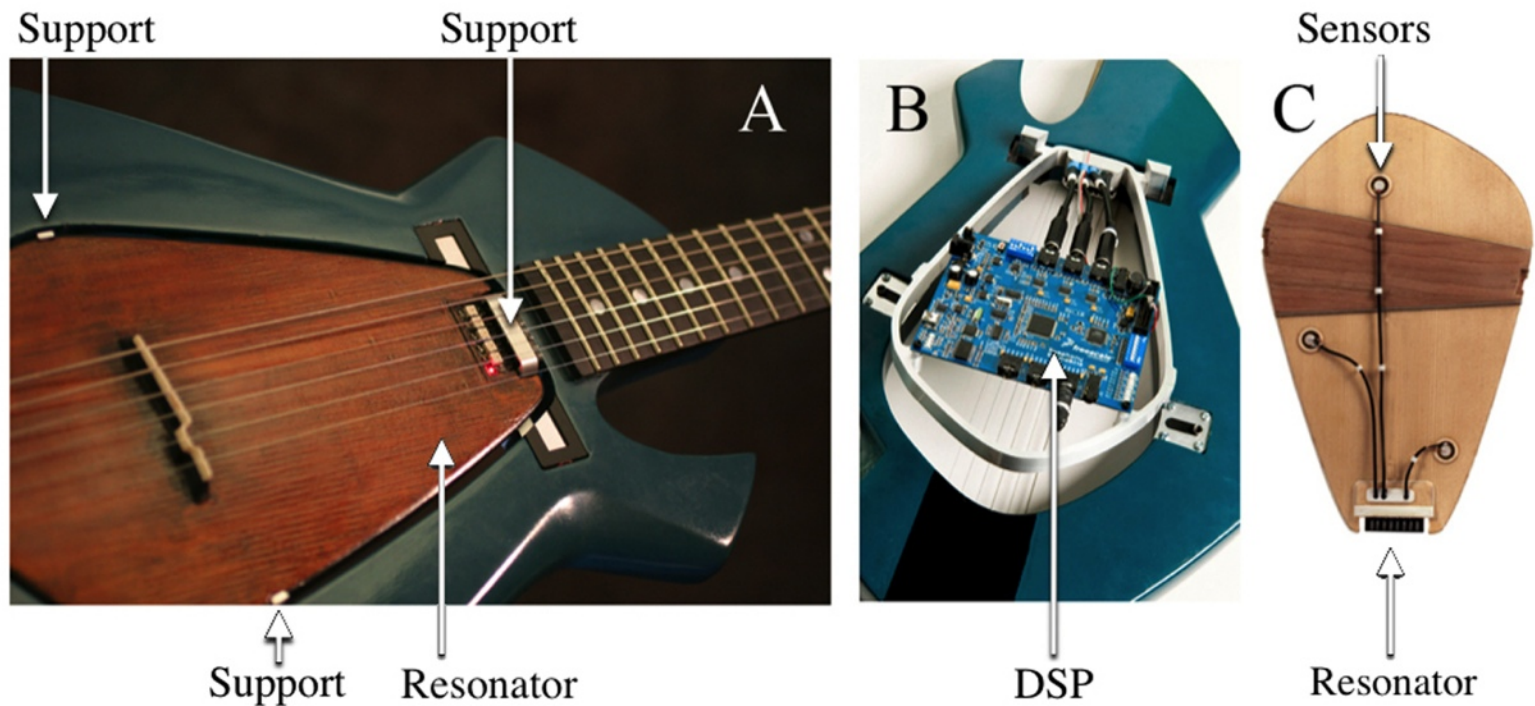 Support
Support
Sensors
A
B
C
Support
Resonator
DSP
Resonator